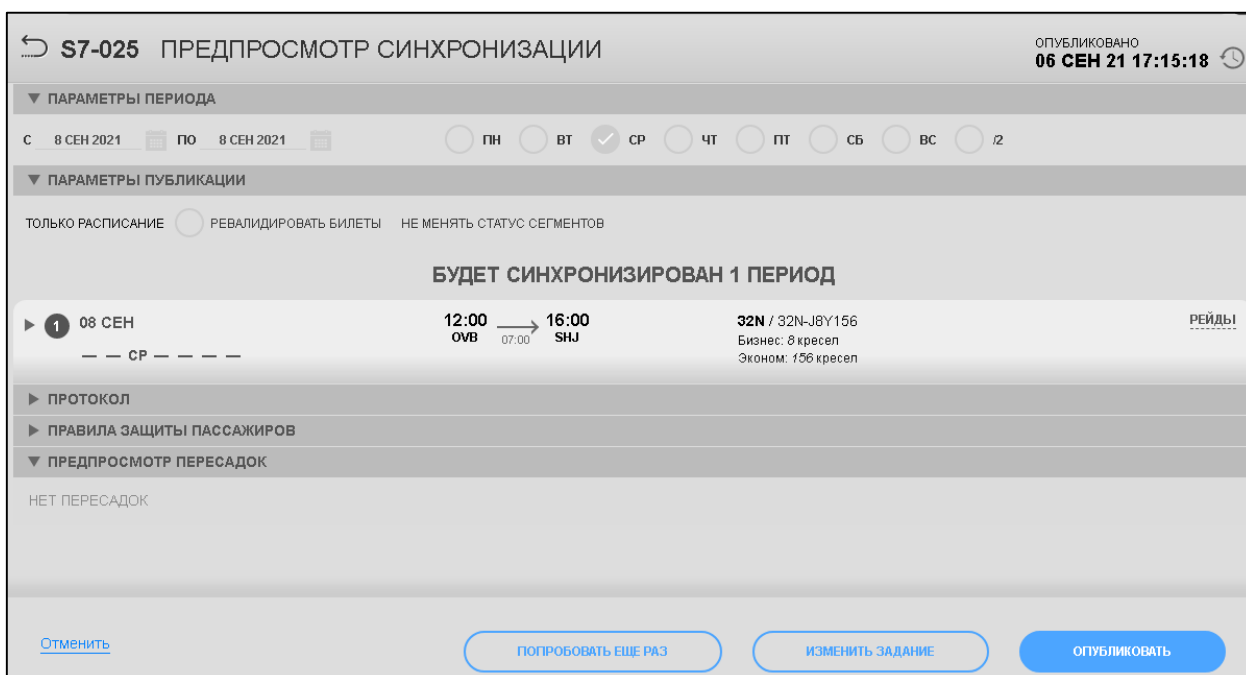 S7-025 ПРЕДПРОСМОТР СИНХРОНИЗАЦИИ
ОПУБЛИКОВАНО
06 СЕН 21 17:15:18
ПАРАМЕТРЫ ПЕРИОДА
С 8 СЕН 2021 ПО 8 СЕН 2021 ПН ВТ СР ЧТ ПТ СБ ВС /2
ПАРАМЕТРЫ ПУБЛИКАЦИИ
ТОЛЬКО РАСПИСАНИЕ РЕВАЛИДИРОВАТЬ БИЛЕТЫ НЕ МЕНЯТЬ СТАТУС СЕГМЕНТОВ
БУДЕТ СИНХРОНИЗИРОВАН 1 ПЕРИОД
1 08 СЕН
— — СР — — — —
12:00 16:00
OVB 07:00 SHJ
32N / 32N-J8Y156
Бизнес: 8 кресел
Эконом: 156 кресел
РЕЙДЫ
ПРОТОКОЛ
ПРАВИЛА ЗАЩИТЫ ПАССАЖИРОВ
ПРЕДПРОСМОТР ПЕРЕСАДОК
НЕТ ПЕРЕСАДОК
Отменить
ПОПРОБОВАТЬ ЕЩЕ РАЗ
ИЗМЕНИТЬ ЗАДАНИЕ
ОПУБЛИКОВАТЬ